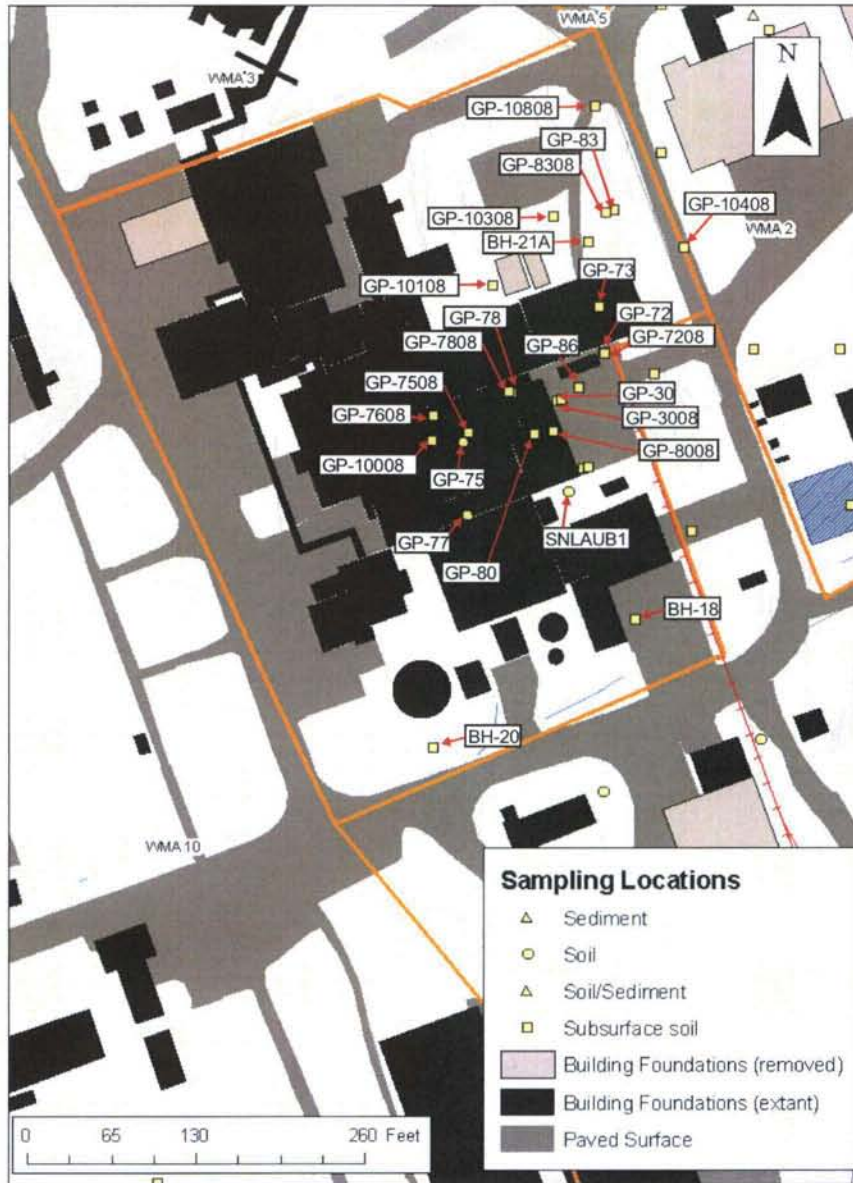 WMA 5
WMA 3
N
GP-10808
GP-83
GP-8308
GP-10408
GP-10308
WMA 2
BH-21A
GP-73
GP-10108
GP-78
GP-72
GP-7808
GP-86
GP-7208
GP-7508
GP-30
GP-7608
GP-3008
GP-10008
GP-8008
GP-75
GP-77
SNLAUB1
GP-80
BH-18
BH-20
WMA 10
Sampling Locations
Sediment
Soil
Soil/Sediment
Subsurface soil
Building Foundations (removed)
Building Foundations (extant)
Paved Surface
0 65 130 260 Feet